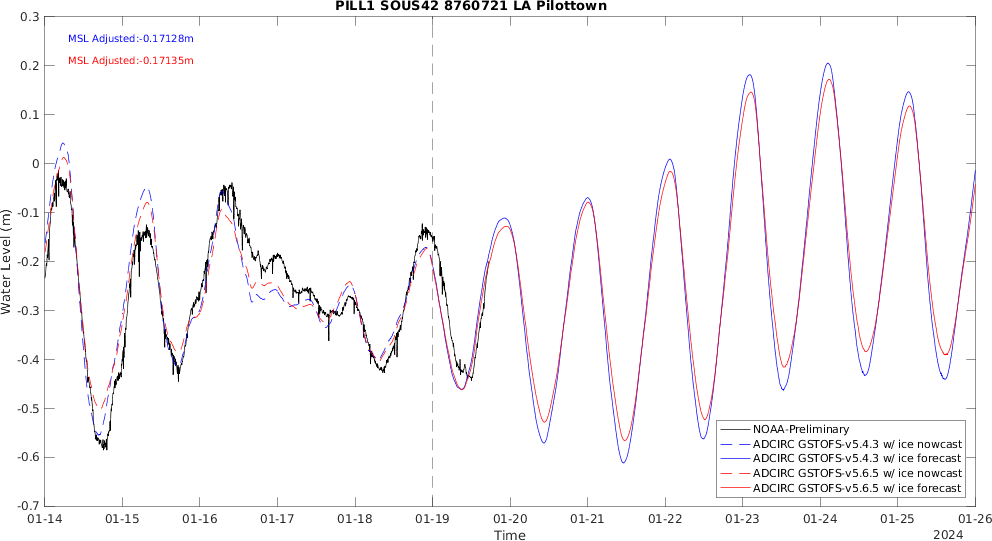 PILL1 SOUS42 8760721 LA Pilottown
MSL Adjusted:-0.17128m
MSL Adjusted:-0.17135m
Water Level (m)
0.3
0.2
0.1
0
-0.1
-0.2
-0.3
-0.4
-0.5
-0.6
-0.7
NOAA-Preliminary
ADCIRC GSTOFS-v5.4.3 w/ ice nowcast
ADCIRC GSTOFS-v5.4.3 w/ ice forecast
ADCIRC GSTOFS-v5.6.5 w/ ice nowcast
ADCIRC GSTOFS-v5.6.5 w/ ice forecast
01-14 01-15 01-16 01-17 01-18 01-19 01-20 01-21 01-22 01-23 01-24 01-25 01-26
Time
2024